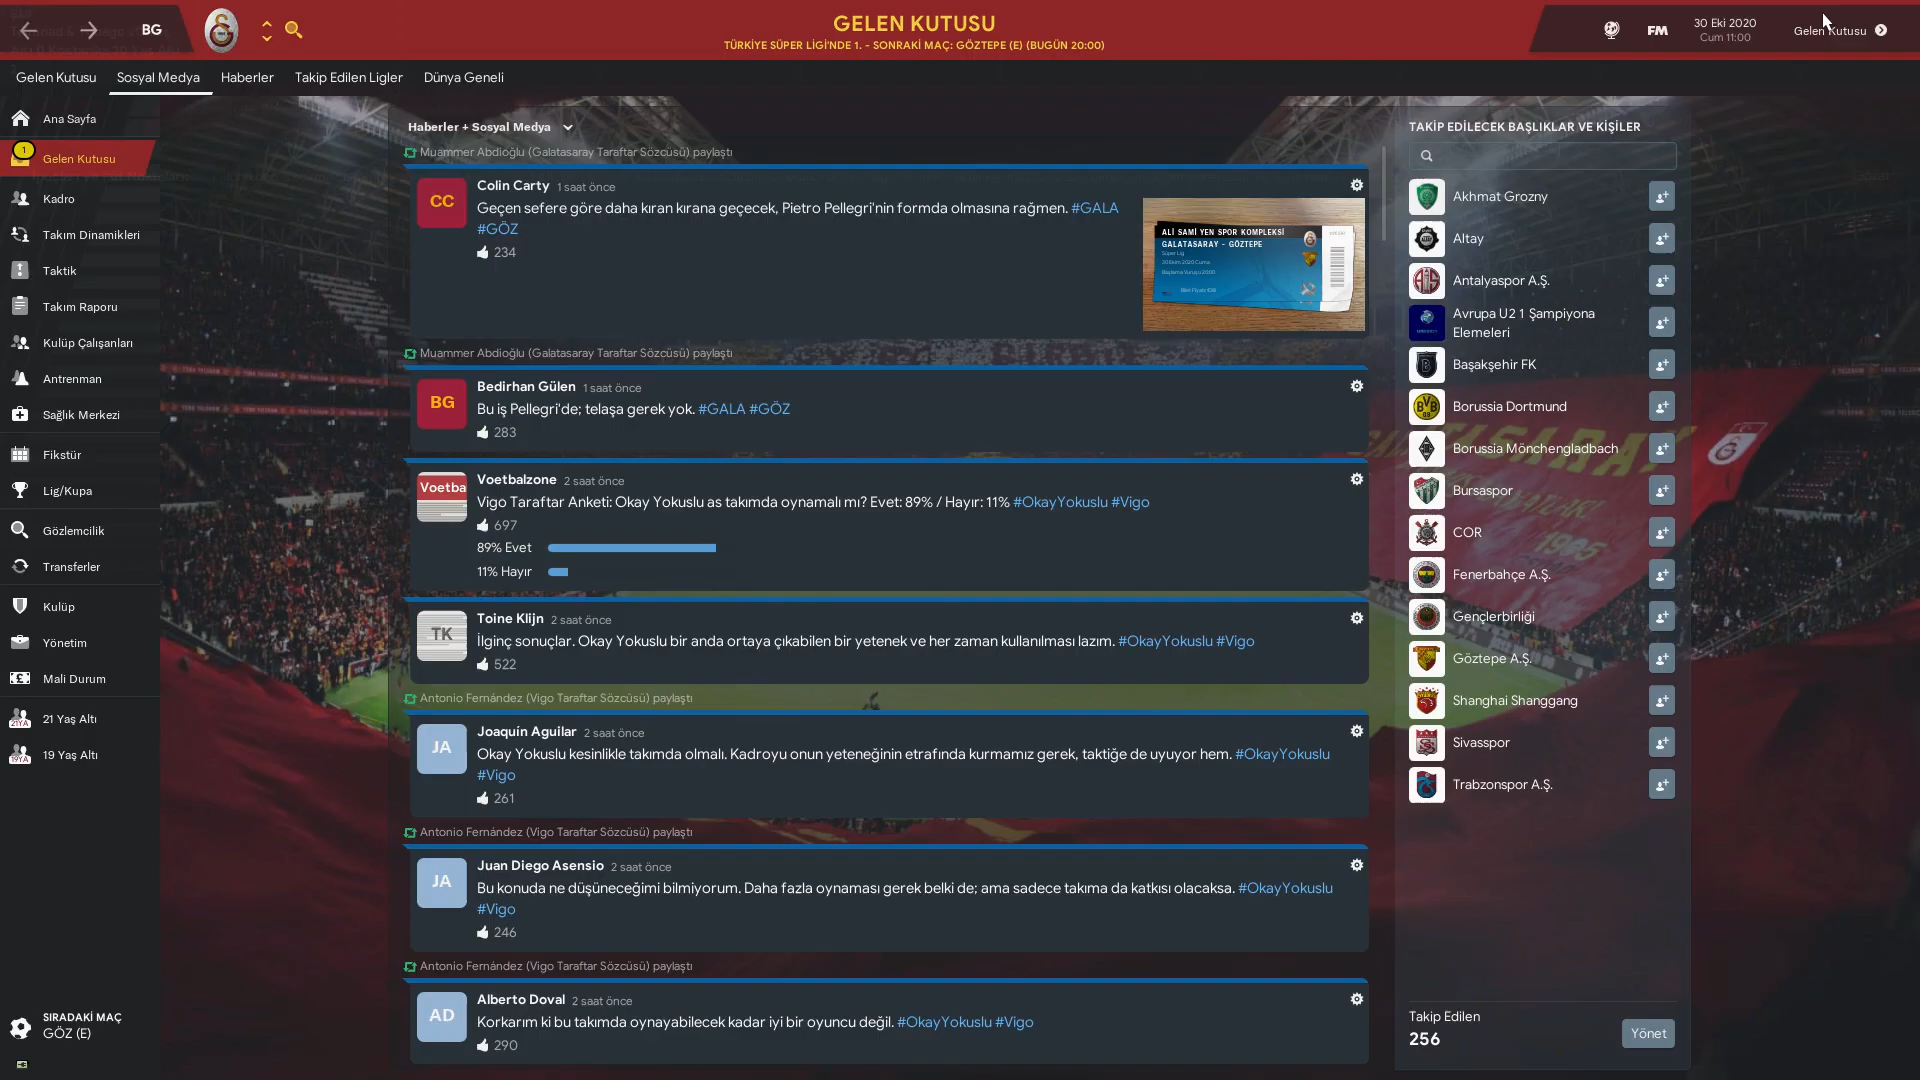 BG
GELEN KUTUSU
TÜRKİYE SÜPER LİGİ'NDE 1. - SONRAKİ MAÇ: GÖZTEPE (E) (BUGÜN 20:00)
FM
30 Eki 2020
Cum 11:00
Gelen Kutusu
Gelen Kutusu
Sosyal Medya
Haberler
Takip Edilen Ligler
Dünya Geneli
Ana Sayfa
1
Gelen Kutusu
Kadro
Takım Dinamikleri
Taktik
Takım Raporu
Kulüp Çalışanları
Antrenman
Sağlık Merkezi
Fikstür
Lig/Kupa
Gözlemcilik
Transferler
Kulüp
Yönetim
Mali Durum
21YA
21 Yaş Altı
19YA
19 Yaş Altı
SIRADAKİ MAÇ
GÖZ (E)
Haberler + Sosyal Medya
Muammer Abdioğlu (Galatasaray Taraftar Sözcüsü) paylaştı
CC
Colin Carty 1 saat önce
Geçen sefere göre daha kıran kırana geçecek, Pietro Pellegri'nin formda olmasına rağmen. #GALA
#GÖZ
234
ALİ SAMİ YEN SPOR KOMPLEKSİ
GALATASARAY - GÖZTEPE
Süper Lig
30 Ekim 2020 Cuma
Muammer Abdioğlu (Galatasaray Taraftar Sözcüsü) paylaştı
BG
Bedirhan Gülen 1 saat önce
Bu iş Pellegri'de; telaşa gerek yok. #GALA #GÖZ
283
Voetba
Voetbalzone 2 saat önce
Vigo Taraftar Anketi: Okay Yokuslu as takımda oynamalı mı? Evet: 89% / Hayır: 11% #OkayYokuslu #Vigo
697
89% Evet
11% Hayır
TK
Toine Klijn 2 saat önce
İlginç sonuçlar. Okay Yokuslu bir anda ortaya çıkabilen bir yetenek ve her zaman kullanılması lazım. #OkayYokuslu #Vigo
522
Antonio Fernández (Vigo Taraftar Sözcüsü) paylaştı
JA
Joaquín Aguilar 2 saat önce
Okay Yokuslu kesinlikle takımda olmalı. Kadroyu onun yeteneğinin etrafında kurmamız gerek, taktiğe de uyuyor hem. #OkayYokuslu
#Vigo
261
Antonio Fernández (Vigo Taraftar Sözcüsü) paylaştı
JA
Juan Diego Asensio 2 saat önce
Bu konuda ne düşüneceğimi bilmiyorum. Daha fazla oynaması gerek belki de; ama sadece takıma da katkısı olacaksa. #OkayYokuslu
#Vigo
246
Antonio Fernández (Vigo Taraftar Sözcüsü) paylaştı
AD
Alberto Doval 2 saat önce
Korkarım ki bu takımda oynayabilecek kadar iyi bir oyuncu değil. #OkayYokuslu #Vigo
290
TAKİP EDİLECEK BAŞLIKLAR VE KİŞİLER
Akhmat Grozny
Altay
Antalyaspor A.Ş.
Avrupa U21 Şampiyona
Elemeleri
Başakşehir FK
Borussia Dortmund
Borussia Mönchengladbach
Bursaspor
COR
Fenerbahçe A.Ş.
Gençlerbirliği
Göztepe A.Ş.
Shanghai Shanggang
Sivasspor
Trabzonspor A.Ş.
Takip Edilen
256
Yönet